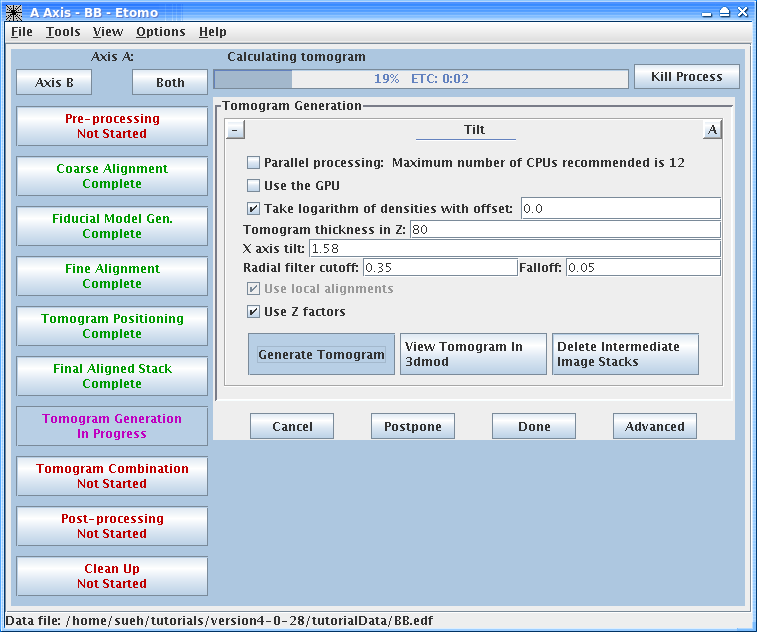 A Axis - BB - Etomo
File Tools View Options Help
Axis A:
Calculating tomogram
Axis B
Both
19% ETC: 0:02
Kill Process
Pre-processing
Not Started
Coarse Alignment
Complete
Fiducial Model Gen.
Complete
Fine Alignment
Complete
Tomogram Positioning
Complete
Final Aligned Stack
Complete
Tomogram Generation
In Progress
Tomogram Combination
Not Started
Post-processing
Not Started
Clean Up
Not Started
Tomogram Generation
- Tilt A
Parallel processing: Maximum number of CPUs recommended is 12
Use the GPU
Take logarithm of densities with offset: 0.0
Tomogram thickness in Z: 80
X axis tilt: 1.58
Radial filter cutoff: 0.35 Falloff: 0.05
Use local alignments
Use Z factors
Generate Tomogram
View Tomogram In
3dmod
Delete Intermediate
Image Stacks
Cancel
Postpone
Done
Advanced
Data file: /home/sueh/tutorials/version4-0-28/tutorialData/BB.edf